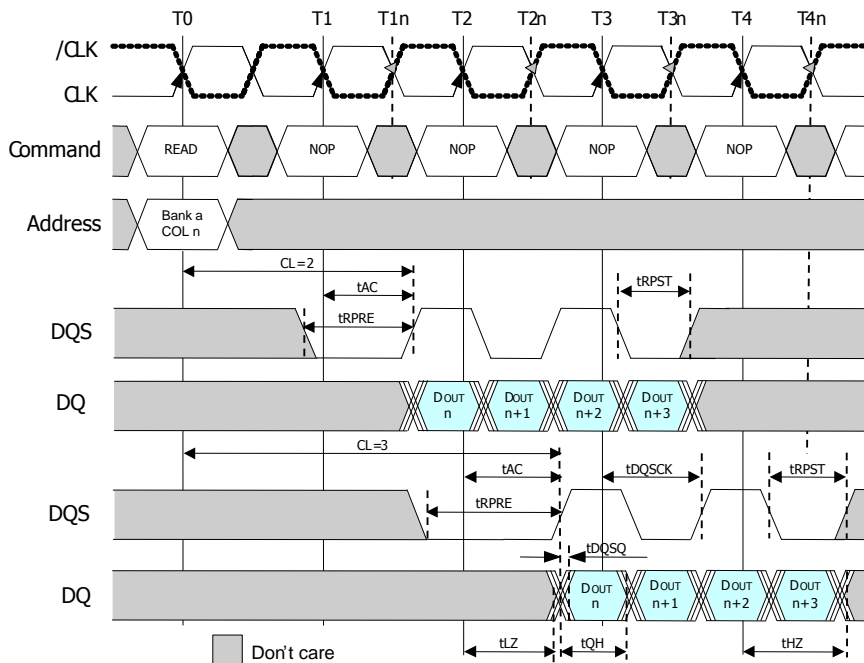 T0 T1 T1n T2 T2n T3 T3n T4 T4n
/CLK
CLK
Command READ NOP NOP NOP NOP
Address Bank a
COL n
CL=2
tAC tRPST
DQS tRPRE
DQ DOUT n DOUT n+1 DOUT n+2 DOUT n+3
CL=3
tAC tDQSCK tRPST
DQS tRPRE
tDQSQ
DQ DOUT n DOUT n+1 DOUT n+2 DOUT n+3
tLZ tQH tHZ
Don't care